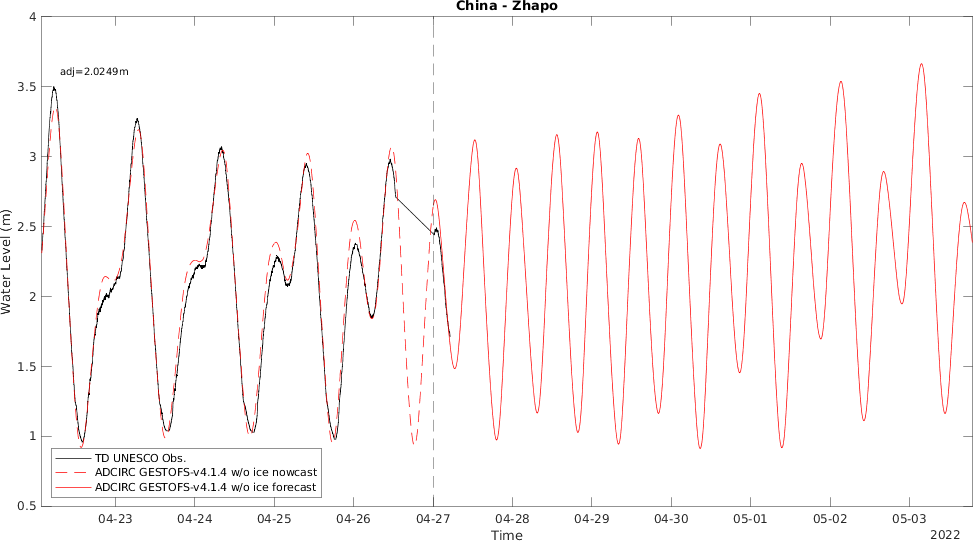 China - Zhapo
adj=2.0249m
4
3.5
3
2.5
2
1.5
1
0.5
Water Level (m)
TD UNESCO Obs.
ADCIRC GESTOFS-v4.1.4 w/o ice nowcast
ADCIRC GESTOFS-v4.1.4 w/o ice forecast
04-23 04-24 04-25 04-26 04-27 04-28 04-29 04-30 05-01 05-02 05-03
Time
2022